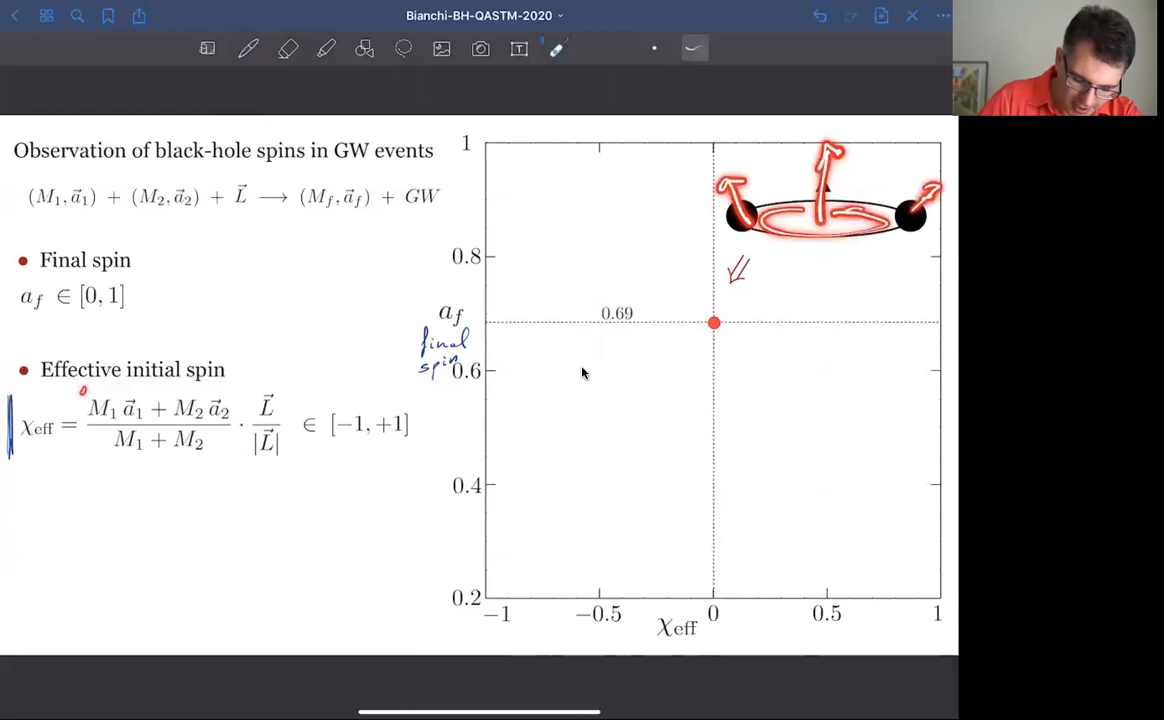 Bianchi-BH-QASTM-2020
Observation of black-hole spins in GW events
(M₁, a⃗₁) + (M₂, a⃗₂) + L⃗ ⟶ (M_f, a⃗_f) + GW
• Final spin
a_f ∈ [0, 1]
• Effective initial spin
χ_eff = (M₁ a⃗₁ + M₂ a⃗₂) / (M₁ + M₂) · L⃗ / |L⃗| ∈ [−1, +1]
1
0.8
a_f
final
spin
0.69
0.6
0.4
0.2
−1 −0.5 0 0.5 1
χ_eff
T